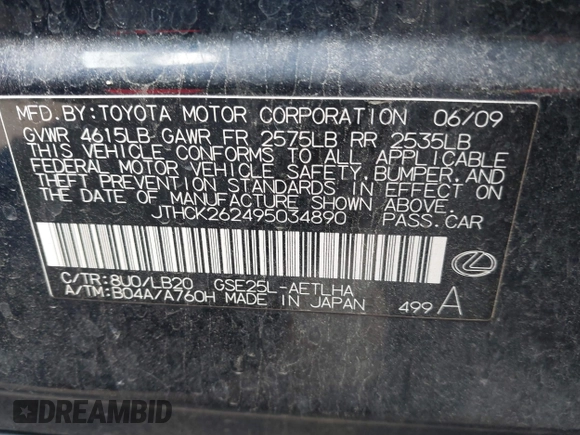 MFD.BY:TOYOTA MOTOR CORPORATION 06/09
GVWR 4615LB GAWR FR 2575LB RR 2535LB
THIS VEHICLE CONFORMS TO ALL APPLICABLE
FEDERAL MOTOR VEHICLE SAFETY,BUMPER,AND
THEFT PREVENTION STANDARDS IN EFFECT ON
THE DATE OF MANUFACTURE SHOWN ABOVE.
JTHCK262495034890 PASS.CAR
C/TR:8U0/LB20 GSE25L-AETLHA
A/TM:B04A/A760H MADE IN JAPAN 499 A
DREAMBID